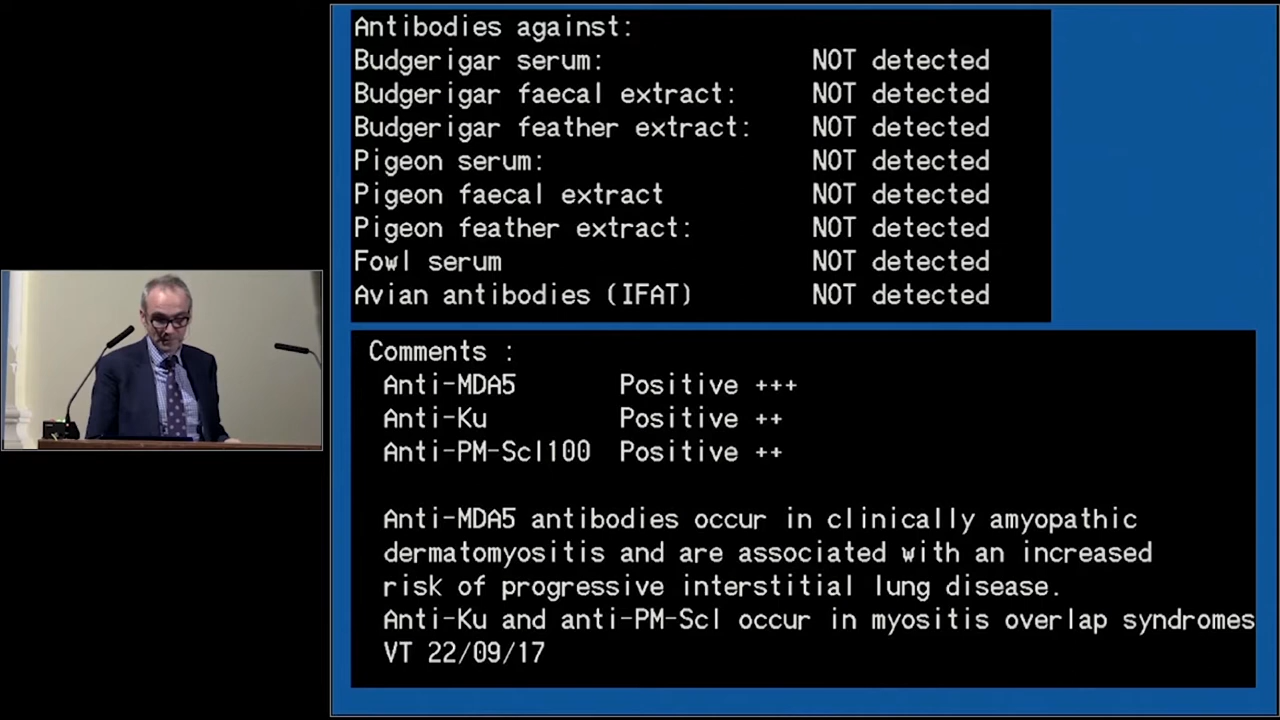 Antibodies against:
Budgerigar serum: NOT detected
Budgerigar faecal extract: NOT detected
Budgerigar feather extract: NOT detected
Pigeon serum: NOT detected
Pigeon faecal extract NOT detected
Pigeon feather extract: NOT detected
Fowl serum NOT detected
Avian antibodies (IFAT) NOT detected
Comments :
Anti-MDA5 Positive +++
Anti-Ku Positive ++
Anti-PM-Scl100 Positive ++
Anti-MDA5 antibodies occur in clinically amyopathic
dermatomyositis and are associated with an increased
risk of progressive interstitial lung disease.
Anti-Ku and anti-PM-Scl occur in myositis overlap syndromes
VT 22/09/17